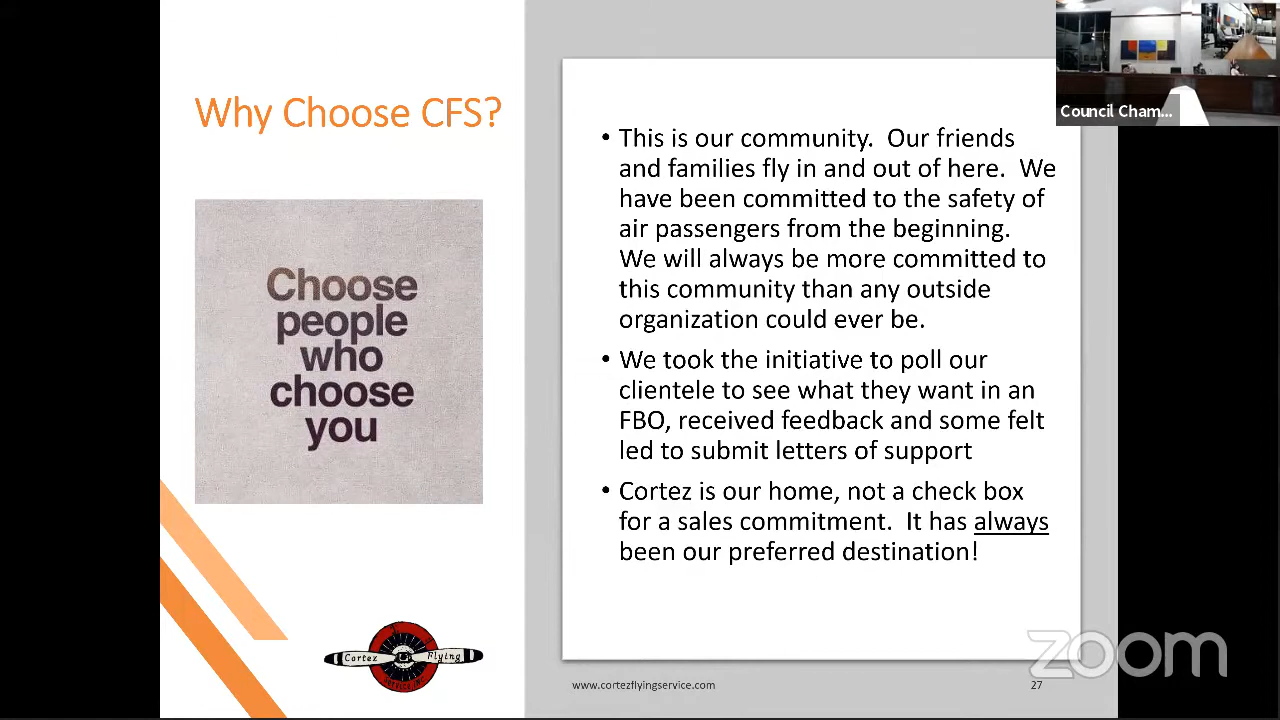 Why Choose CFS?
Choose
people
who
choose
you
Cortez Flying
Service, Inc.
Council Cham...
• This is our community.  Our friends
and families fly in and out of here.  We
have been committed to the safety of
air passengers from the beginning.
We will always be more committed to
this community than any outside
organization could ever be.
• We took the initiative to poll our
clientele to see what they want in an
FBO, received feedback and some felt
led to submit letters of support
• Cortez is our home, not a check box
for a sales commitment.  It has always
been our preferred destination!
www.cortezflyingservice.com
27
zoom